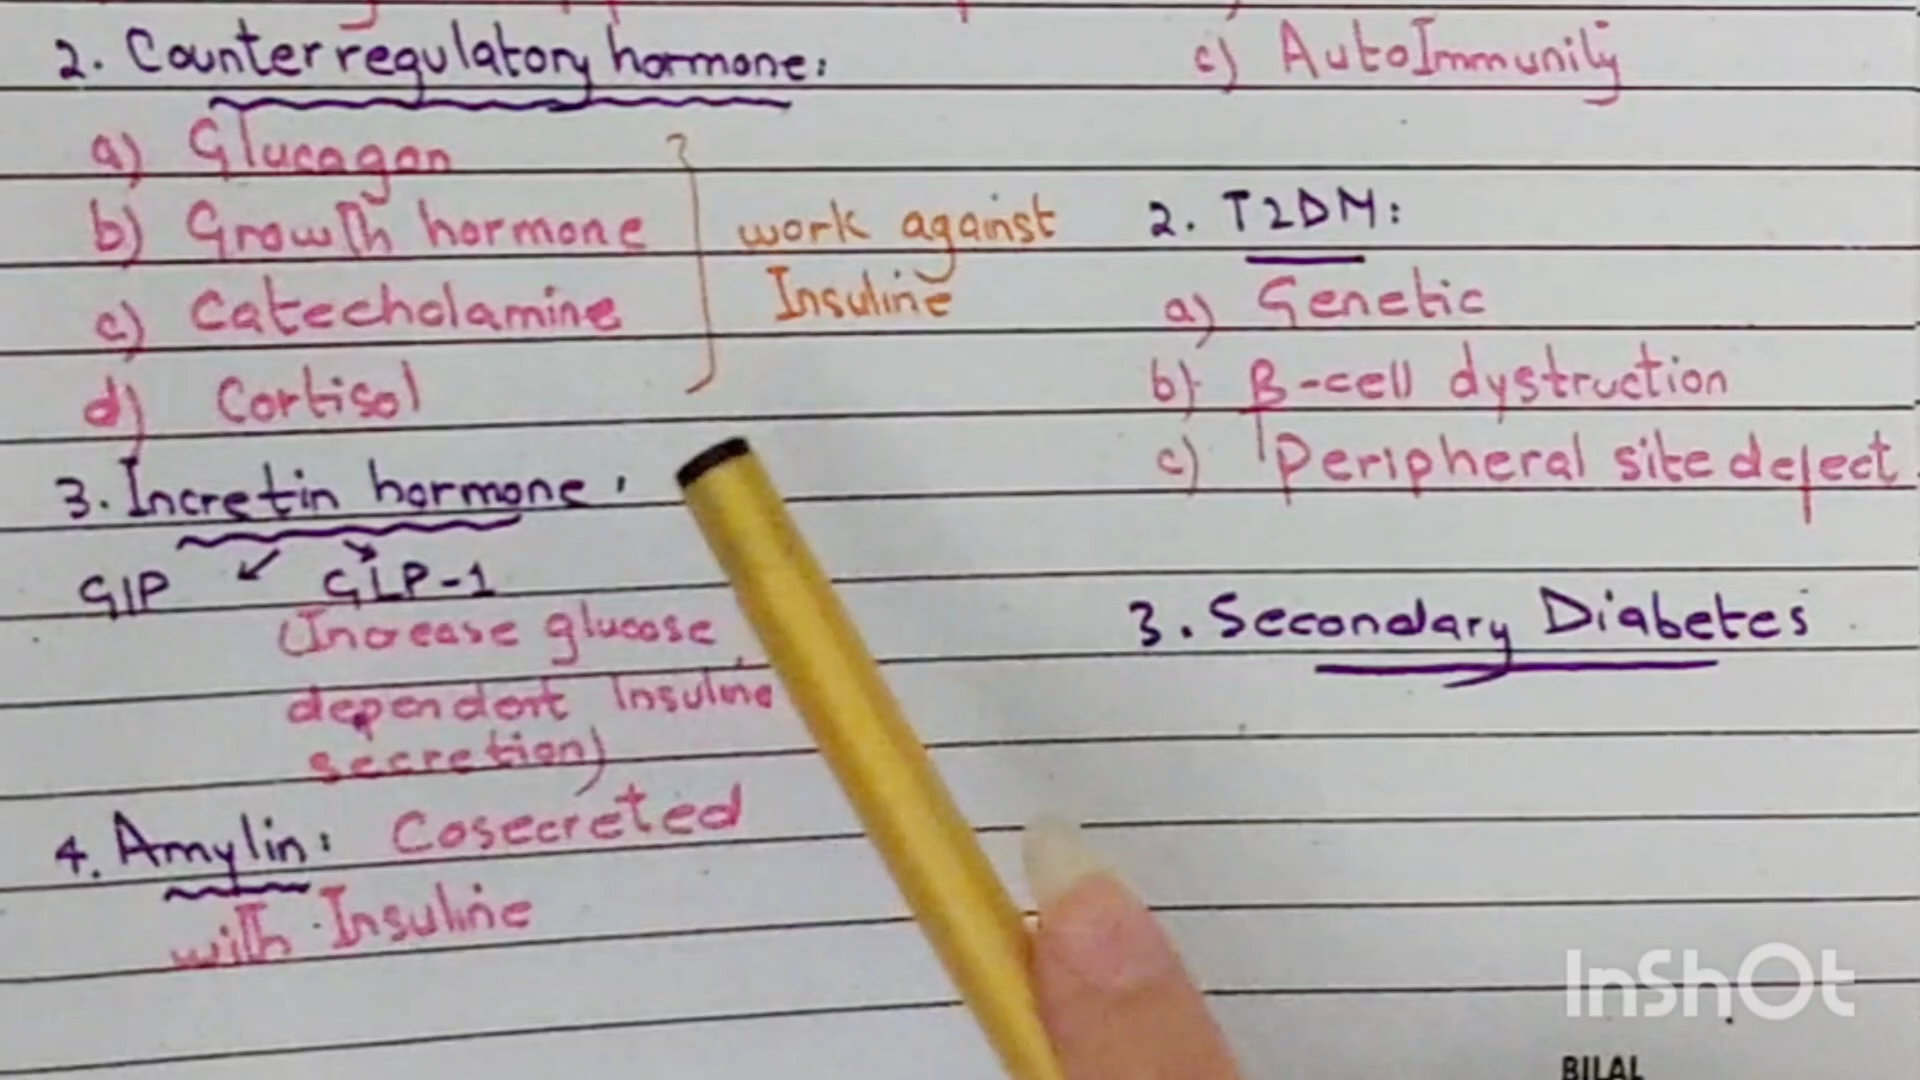 2. Counter regulatory hormone:
a) Glucagon
b) Growth hormone
c) Catecholamine
d) Cortisol
work against
Insuline
3. Incretin hormone:
GIP GLP-1
(Increase glucose
dependent Insuline
secretion)
4. Amylin: Cosecreted
with Insuline
c) AutoImmunity
2. T2DM:
a) Genetic
b) B-cell dystruction
c) Peripheral site defect
3. Secondary Diabetes
InShOt
BILAL